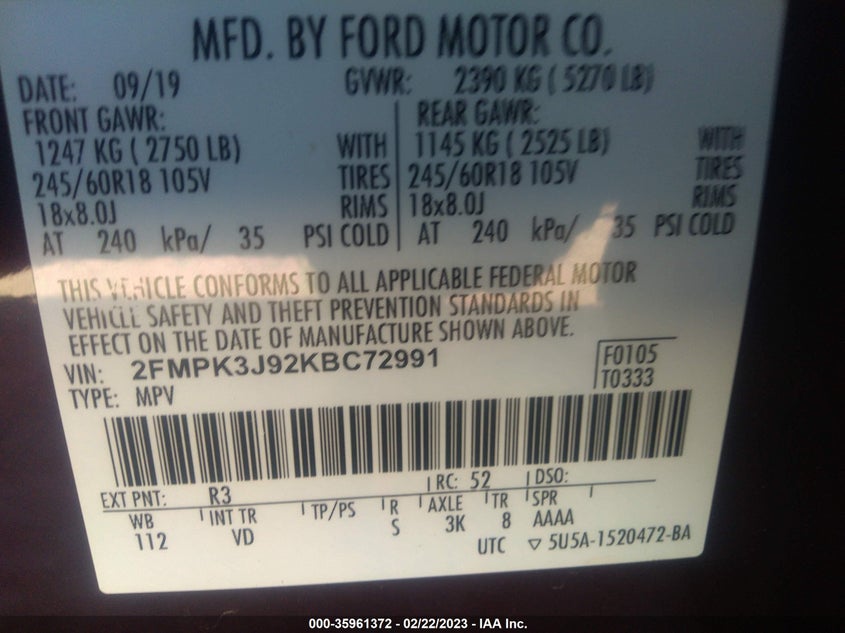 MFD. BY FORD MOTOR CO.
DATE: 09/19 GVWR: 2390 KG ( 5270 LB)
FRONT GAWR: REAR GAWR:
1247 KG ( 2750 LB) WITH 1145 KG ( 2525 LB) WITH
245/60R18 105V TIRES 245/60R18 105V TIRES
18x8.0J RIMS 18x8.0J RIMS
AT 240 kPa/ 35 PSI COLD AT 240 kPa/ 35 PSI COLD
THIS VEHICLE CONFORMS TO ALL APPLICABLE FEDERAL MOTOR
VEHICLE SAFETY AND THEFT PREVENTION STANDARDS IN
EFFECT ON THE DATE OF MANUFACTURE SHOWN ABOVE.
VIN: 2FMPK3J92KBC72991 F0105
TYPE: MPV T0333
EXT PNT: R3 RC: 52 DSO:
WB INT TR TP/PS R AXLE TR SPR
112 VD S 3K 8 AAAA
UTC ▽ 5U5A-1520472-BA
000-35961372 - 02/22/2023 - IAA Inc.